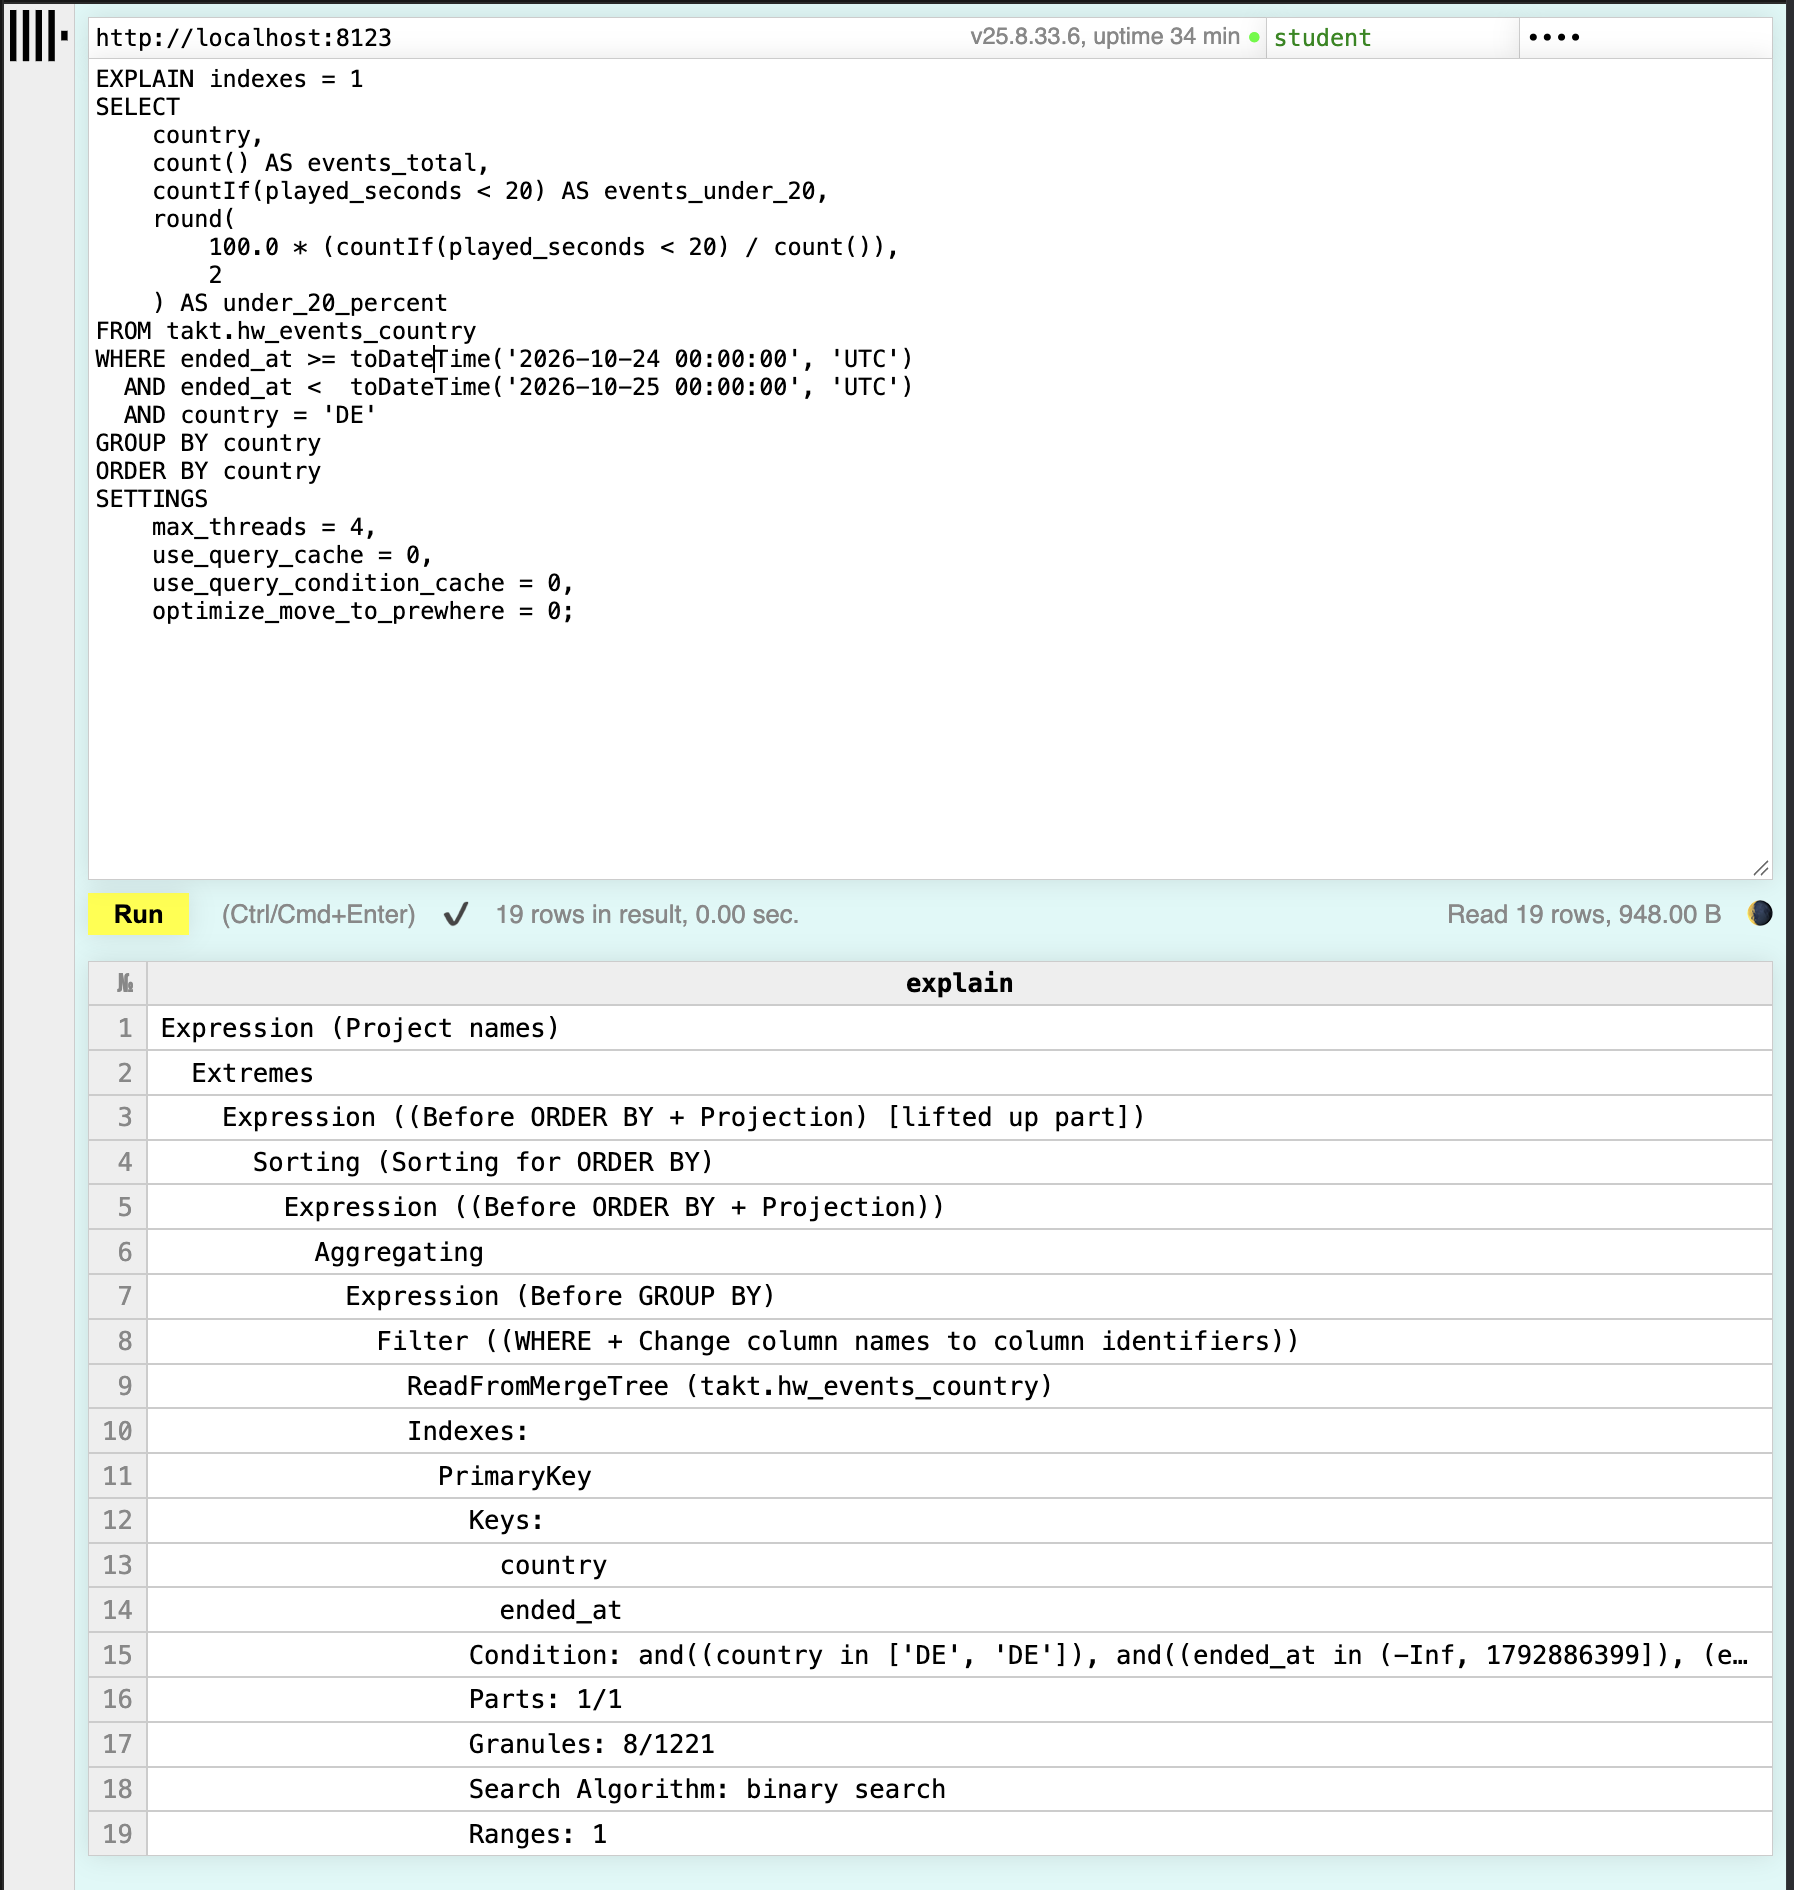 http://localhost:8123
v25.8.33.6, uptime 34 min
student
••••
EXPLAIN indexes = 1
SELECT
    country,
    count() AS events_total,
    countIf(played_seconds < 20) AS events_under_20,
    round(
        100.0 * (countIf(played_seconds < 20) / count()),
        2
    ) AS under_20_percent
FROM takt.hw_events_country
WHERE ended_at >= toDateTime('2026-10-24 00:00:00', 'UTC')
  AND ended_at <  toDateTime('2026-10-25 00:00:00', 'UTC')
  AND country = 'DE'
GROUP BY country
ORDER BY country
SETTINGS
    max_threads = 4,
    use_query_cache = 0,
    use_query_condition_cache = 0,
    optimize_move_to_prewhere = 0;
Run (Ctrl/Cmd+Enter) ✔ 19 rows in result, 0.00 sec. Read 19 rows, 948.00 B
№ explain
1 Expression (Project names)
2 Extremes
3 Expression ((Before ORDER BY + Projection) [lifted up part])
4 Sorting (Sorting for ORDER BY)
5 Expression ((Before ORDER BY + Projection))
6 Aggregating
7 Expression (Before GROUP BY)
8 Filter ((WHERE + Change column names to column identifiers))
9 ReadFromMergeTree (takt.hw_events_country)
10 Indexes:
11 PrimaryKey
12 Keys:
13 country
14 ended_at
15 Condition: and((country in ['DE', 'DE']), and((ended_at in (-Inf, 1792886399]), (e…
16 Parts: 1/1
17 Granules: 8/1221
18 Search Algorithm: binary search
19 Ranges: 1